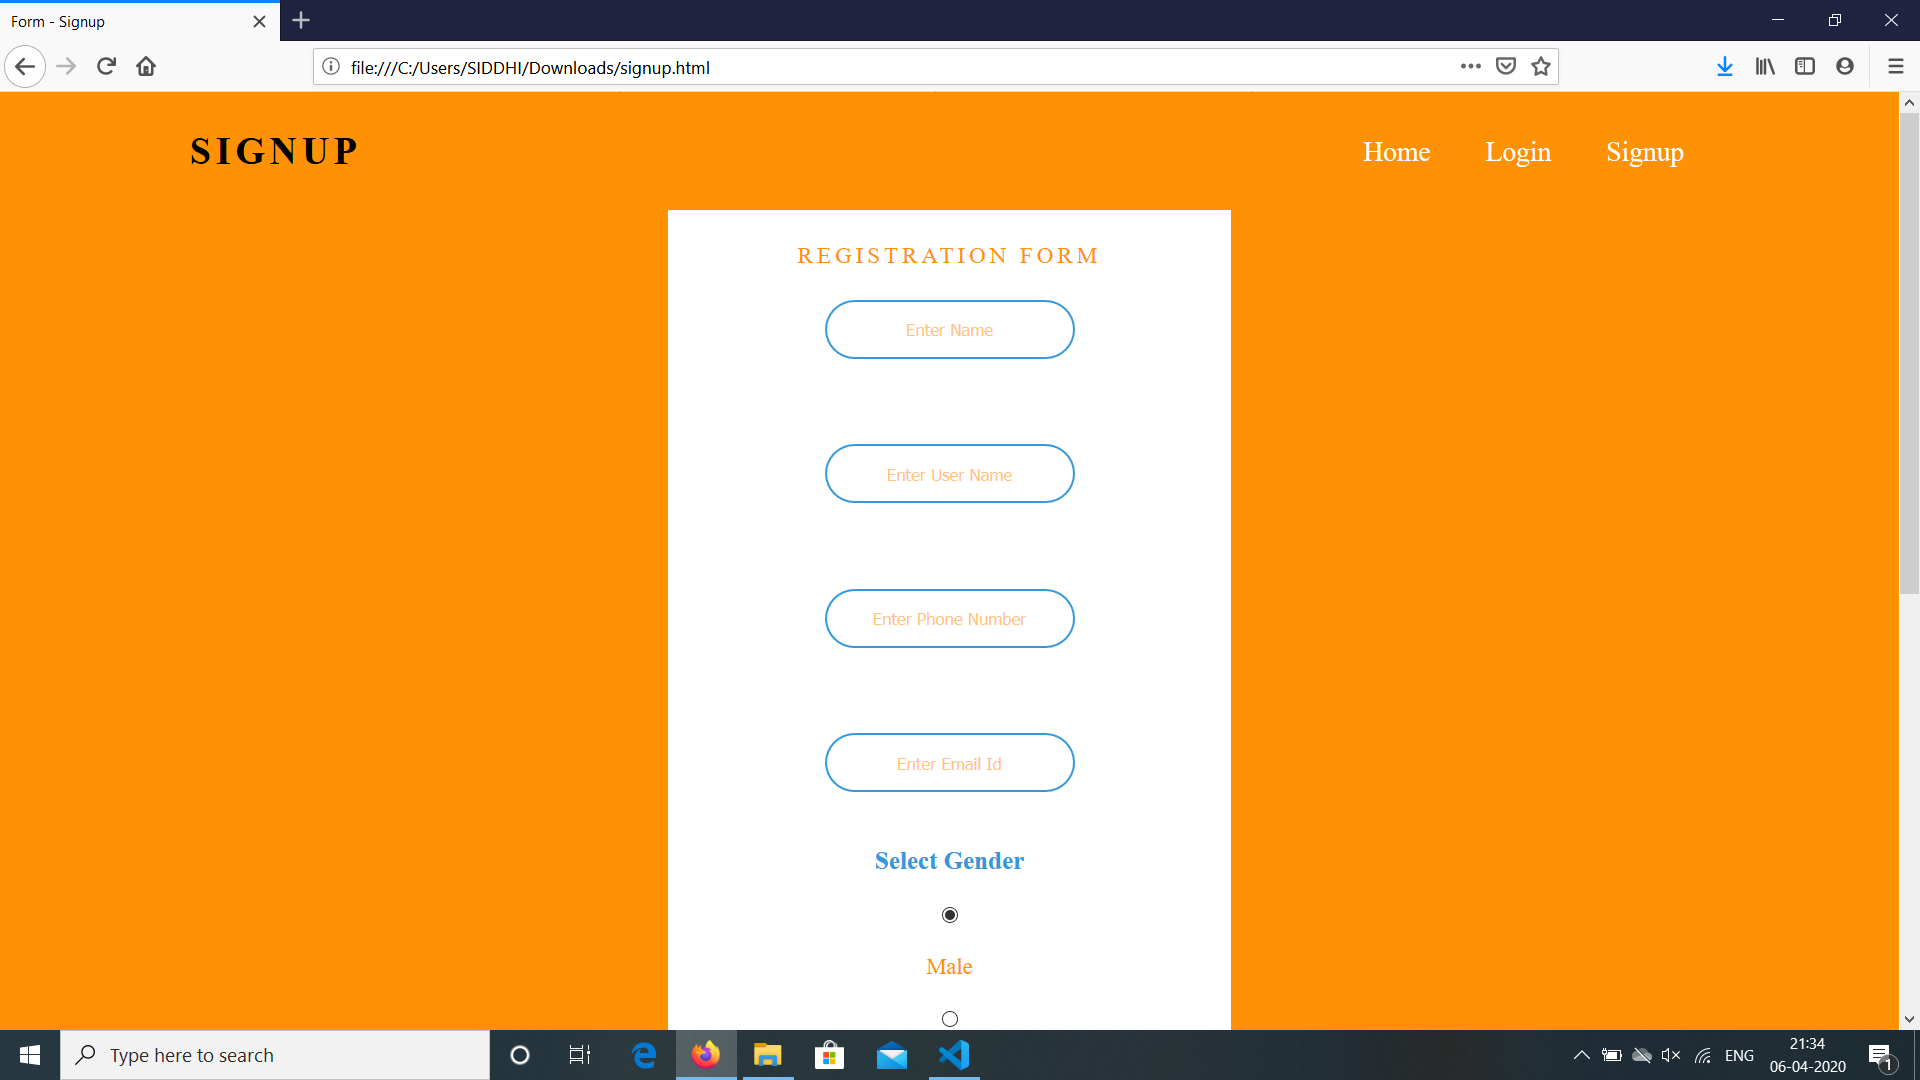 Form - Signup
file:///C:/Users/SIDDHI/Downloads/signup.html
SIGNUP
Home Login Signup
REGISTRATION FORM
Enter Name
Enter User Name
Enter Phone Number
Enter Email Id
Select Gender
Male
Type here to search
ENG
21:34
06-04-2020
1